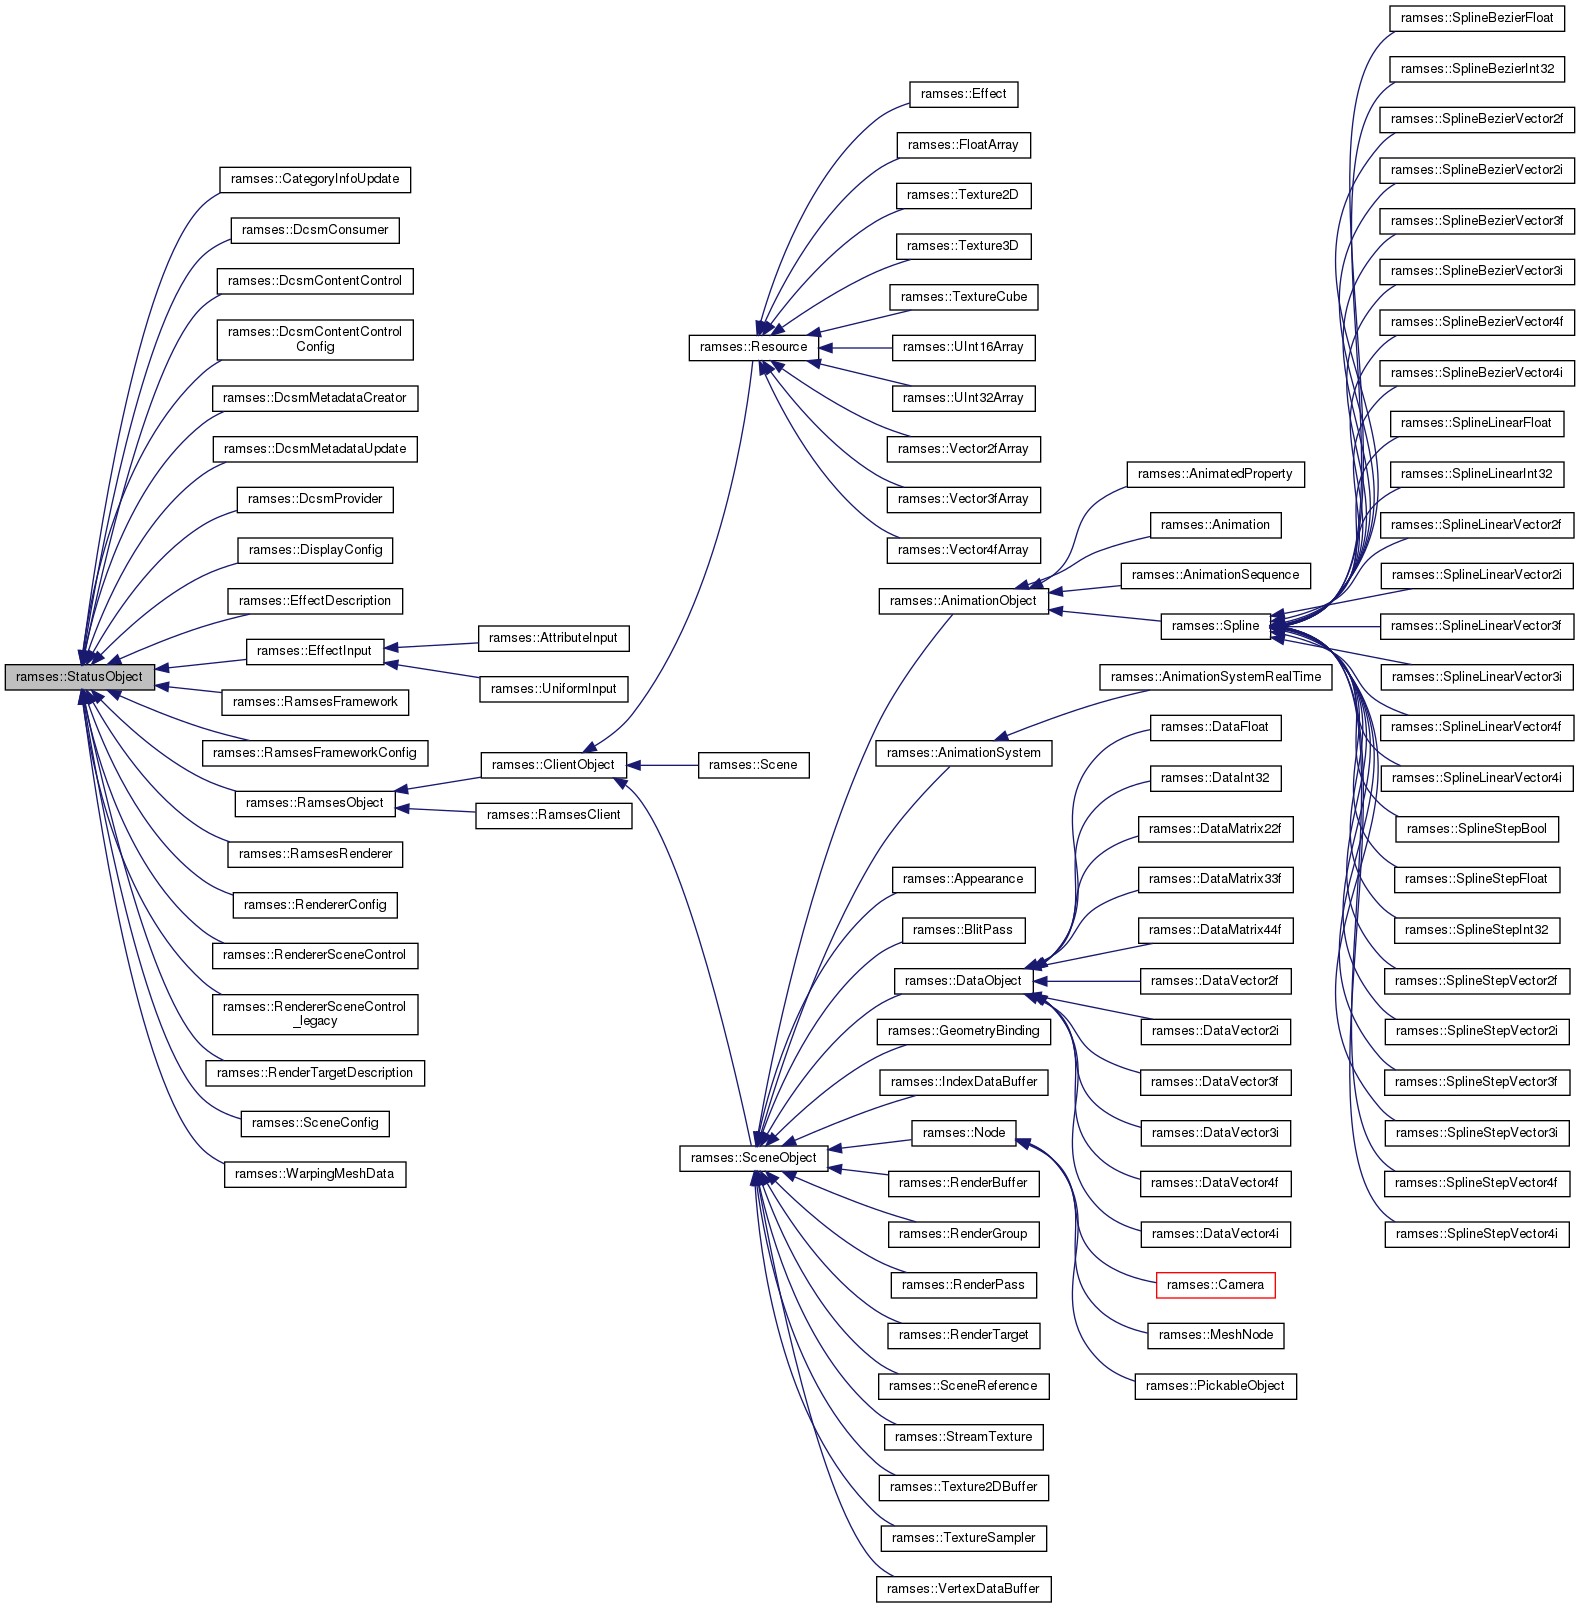 ramses::StatusObject
ramses::CategoryInfoUpdate
ramses::DcsmConsumer
ramses::DcsmContentControl
ramses::DcsmContentControl
Config
ramses::DcsmMetadataCreator
ramses::DcsmMetadataUpdate
ramses::DcsmProvider
ramses::DisplayConfig
ramses::EffectDescription
ramses::EffectInput
ramses::RamsesFramework
ramses::RamsesFrameworkConfig
ramses::RamsesObject
ramses::RamsesRenderer
ramses::RendererConfig
ramses::RendererSceneControl
ramses::RendererSceneControl
_legacy
ramses::RenderTargetDescription
ramses::SceneConfig
ramses::WarpingMeshData
ramses::AttributeInput
ramses::UniformInput
ramses::ClientObject
ramses::RamsesClient
ramses::Resource
ramses::Scene
ramses::SceneObject
ramses::Effect
ramses::FloatArray
ramses::Texture2D
ramses::Texture3D
ramses::TextureCube
ramses::UInt16Array
ramses::UInt32Array
ramses::Vector2fArray
ramses::Vector3fArray
ramses::Vector4fArray
ramses::AnimationObject
ramses::AnimationSystem
ramses::Appearance
ramses::BlitPass
ramses::DataObject
ramses::GeometryBinding
ramses::IndexDataBuffer
ramses::Node
ramses::RenderBuffer
ramses::RenderGroup
ramses::RenderPass
ramses::RenderTarget
ramses::SceneReference
ramses::StreamTexture
ramses::Texture2DBuffer
ramses::TextureSampler
ramses::VertexDataBuffer
ramses::AnimatedProperty
ramses::Animation
ramses::AnimationSequence
ramses::Spline
ramses::AnimationSystemRealTime
ramses::DataFloat
ramses::DataInt32
ramses::DataMatrix22f
ramses::DataMatrix33f
ramses::DataMatrix44f
ramses::DataVector2f
ramses::DataVector2i
ramses::DataVector3f
ramses::DataVector3i
ramses::DataVector4f
ramses::DataVector4i
ramses::Camera
ramses::MeshNode
ramses::PickableObject
ramses::SplineBezierFloat
ramses::SplineBezierInt32
ramses::SplineBezierVector2f
ramses::SplineBezierVector2i
ramses::SplineBezierVector3f
ramses::SplineBezierVector3i
ramses::SplineBezierVector4f
ramses::SplineBezierVector4i
ramses::SplineLinearFloat
ramses::SplineLinearInt32
ramses::SplineLinearVector2f
ramses::SplineLinearVector2i
ramses::SplineLinearVector3f
ramses::SplineLinearVector3i
ramses::SplineLinearVector4f
ramses::SplineLinearVector4i
ramses::SplineStepBool
ramses::SplineStepFloat
ramses::SplineStepInt32
ramses::SplineStepVector2f
ramses::SplineStepVector2i
ramses::SplineStepVector3f
ramses::SplineStepVector3i
ramses::SplineStepVector4f
ramses::SplineStepVector4i